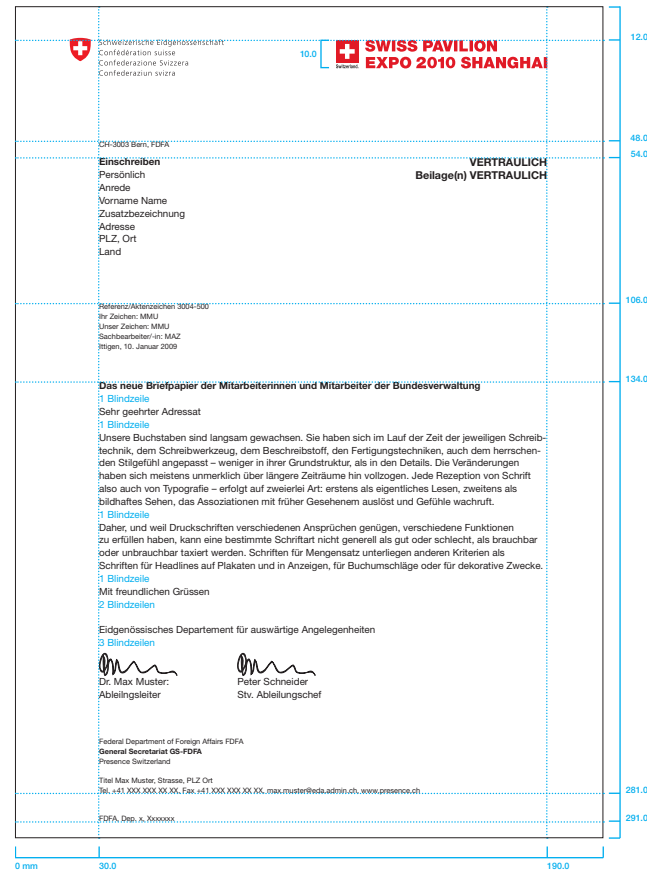 Schweizerische Eidgenossenschaft
Confédération suisse
Confederazione Svizzera
Confederaziun svizra
10.0
Switzerland.
SWISS PAVILION
EXPO 2010 SHANGHAI
12.0
48.0
54.0
CH-3003 Bern, FDFA
Einschreiben
Persönlich
Anrede
Vorname Name
Zusatzbezeichnung
Adresse
PLZ, Ort
Land
VERTRAULICH
Beilage(n) VERTRAULICH
106.0
Referenz/Aktenzeichen 3004-500
Ihr Zeichen: MMU
Unser Zeichen: MMU
Sachbearbeiter/-in: MAZ
Ittigen, 10. Januar 2009
134.0
Das neue Briefpapier der Mitarbeiterinnen und Mitarbeiter der Bundesverwaltung
1 Blindzeile
Sehr geehrter Adressat
1 Blindzeile
Unsere Buchstaben sind langsam gewachsen. Sie haben sich im Lauf der Zeit der jeweiligen Schreib-
technik, dem Schreibwerkzeug, dem Beschreibstoff, den Fertigungstechniken, auch dem herrschen-
den Stilgefühl angepasst – weniger in ihrer Grundstruktur, als in den Details. Die Veränderungen
haben sich meistens unmerklich über längere Zeiträume hin vollzogen. Jede Rezeption von Schrift
also auch von Typografie – erfolgt auf zweierlei Art: erstens als eigentliches Lesen, zweitens als
bildhaftes Sehen, das Assoziationen mit früher Gesehenem auslöst und Gefühle wachruft.
1 Blindzeile
Daher, und weil Druckschriften verschiedenen Ansprüchen genügen, verschiedene Funktionen
zu erfüllen haben, kann eine bestimmte Schriftart nicht generell als gut oder schlecht, als brauchbar
oder unbrauchbar taxiert werden. Schriften für Mengensatz unterliegen anderen Kriterien als
Schriften für Headlines auf Plakaten und in Anzeigen, für Buchumschläge oder für dekorative Zwecke.
1 Blindzeile
Mit freundlichen Grüssen
2 Blindzeilen
Eidgenössisches Departement für auswärtige Angelegenheiten
3 Blindzeilen
Dr. Max Muster:
Ableilngsleiter
Peter Schneider
Stv. Ableilungschef
Federal Department of Foreign Affairs FDFA
General Secretariat GS-FDFA
Presence Switzerland
Titel Max Muster, Strasse, PLZ Ort
Tel. +41 XXX XXX XX XX, Fax +41 XXX XXX XX XX, max.muster@eda.admin.ch, www.presence.ch
281.0
FDFA, Dep. x, Xxxxxxx
291.0
0 mm
30.0
190.0